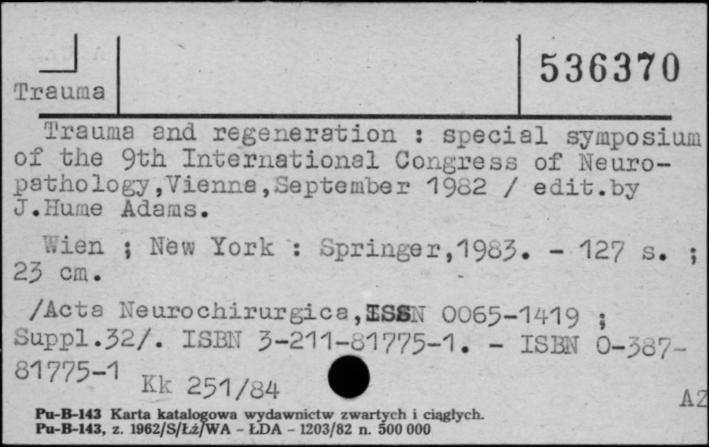 536370
Trauma
Trauma and regeneration : special symposium
of the 9th International Congress of Neuro-
pathology,Vienna,September 1982 / edit.by
J.Hume Adams.
Wien ; New York : Springer,1983. - 127 s. ;
23 cm.
/Acta Neurochirurgica,ISSN 0065-1419 ;
Suppl.32/. ISBN 3-211-81775-1. - ISBN 0-387-
81775-1
Kk 251/84
AZ
Pu-B-143 Karta katalogowa wydawnictw zwartych i ciągłych.
Pu-B-143, z. 1962/S/Łź/WA - ŁDA - 1203/82 n. 500 000